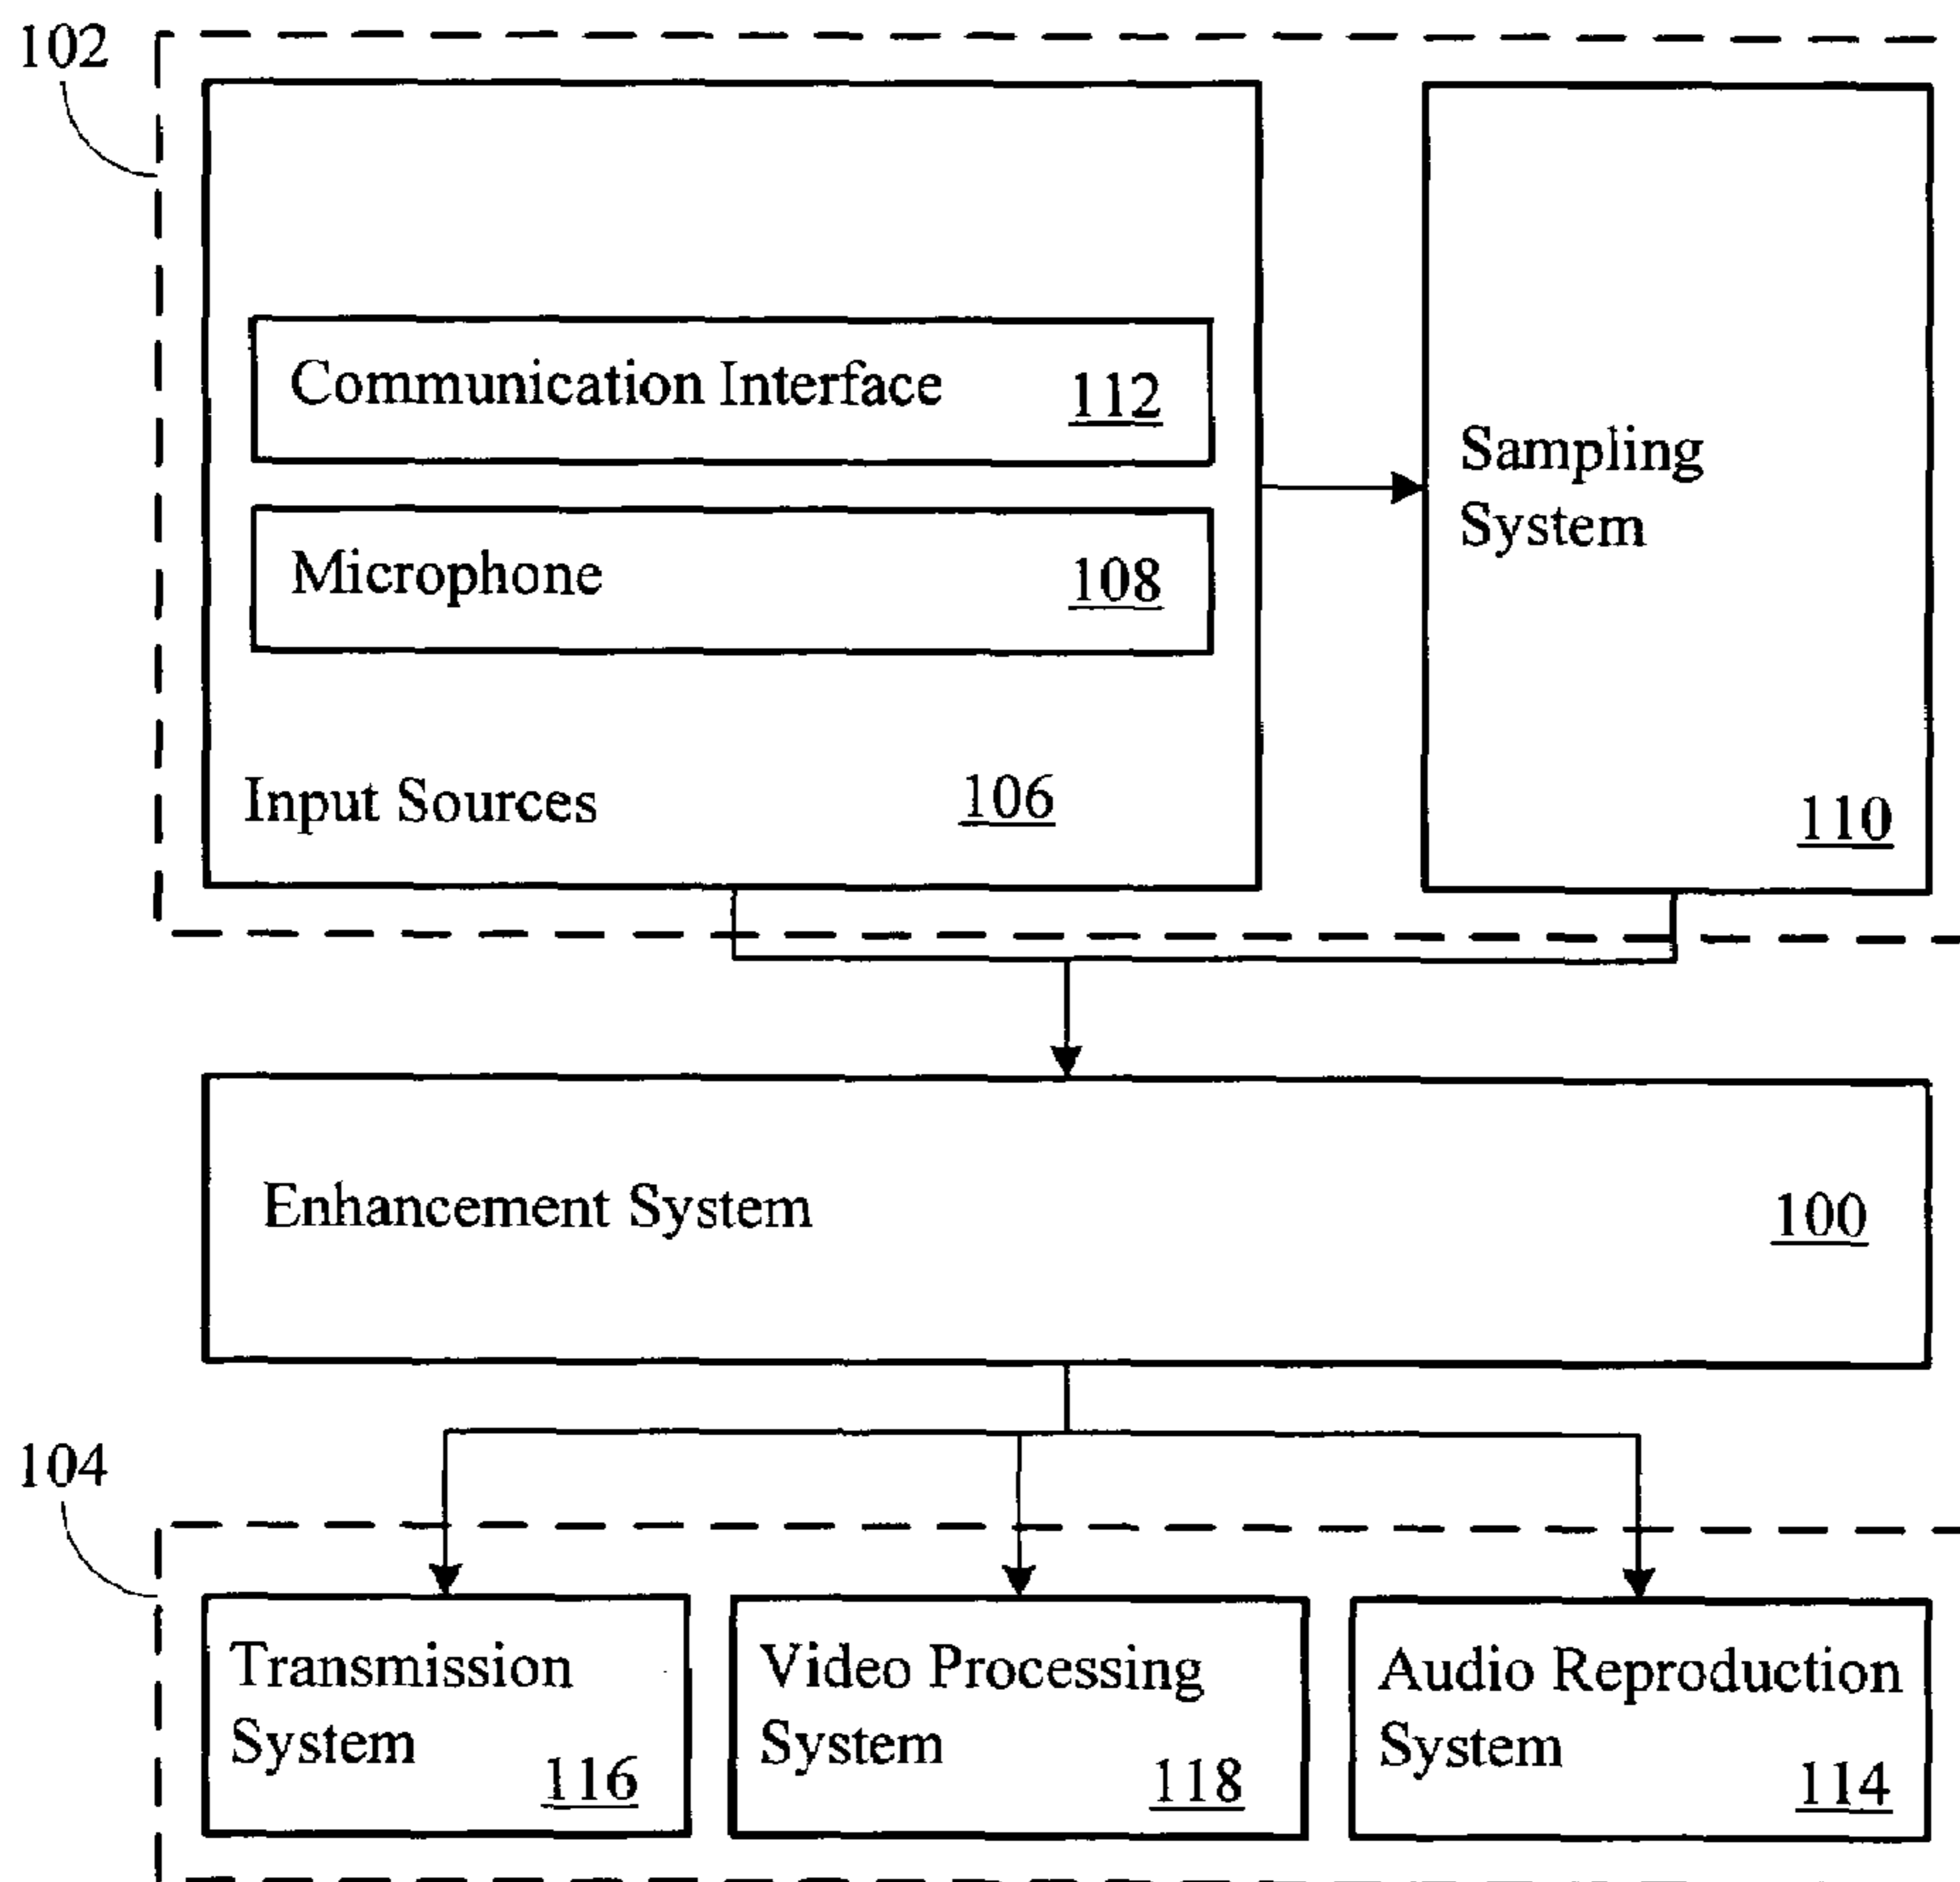 102
Communication Interface 112
Microphone 108
Input Sources 106
Sampling
System
110
Enhancement System 100
104
Transmission
System
116
Video Processing
System
118
Audio Reproduction
System
114